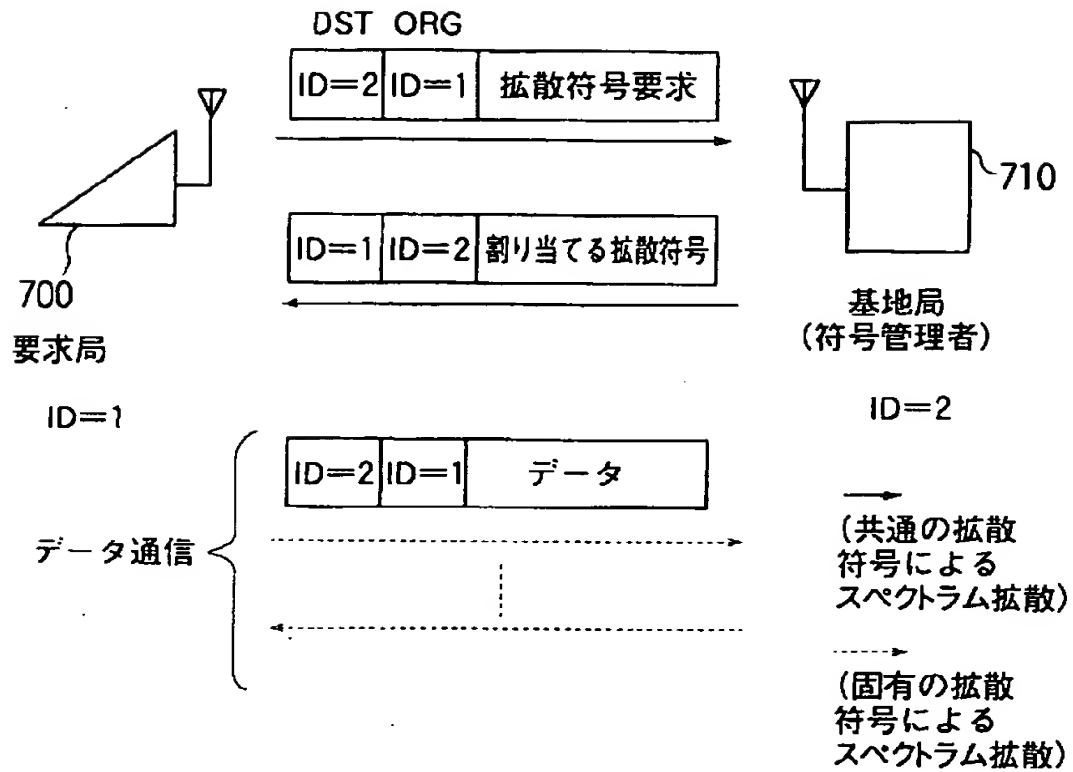 DST ORG
ID=2 ID=1 拡散符号要求
710
ID=1 ID=2 割り当てる拡散符号
700
要求局
基地局
(符号管理者)
ID=1
ID=2
ID=2 ID=1 データ
データ通信
(共通の拡散
符号による
スペクトラム拡散)
(固有の拡散
符号による
スペクトラム拡散)